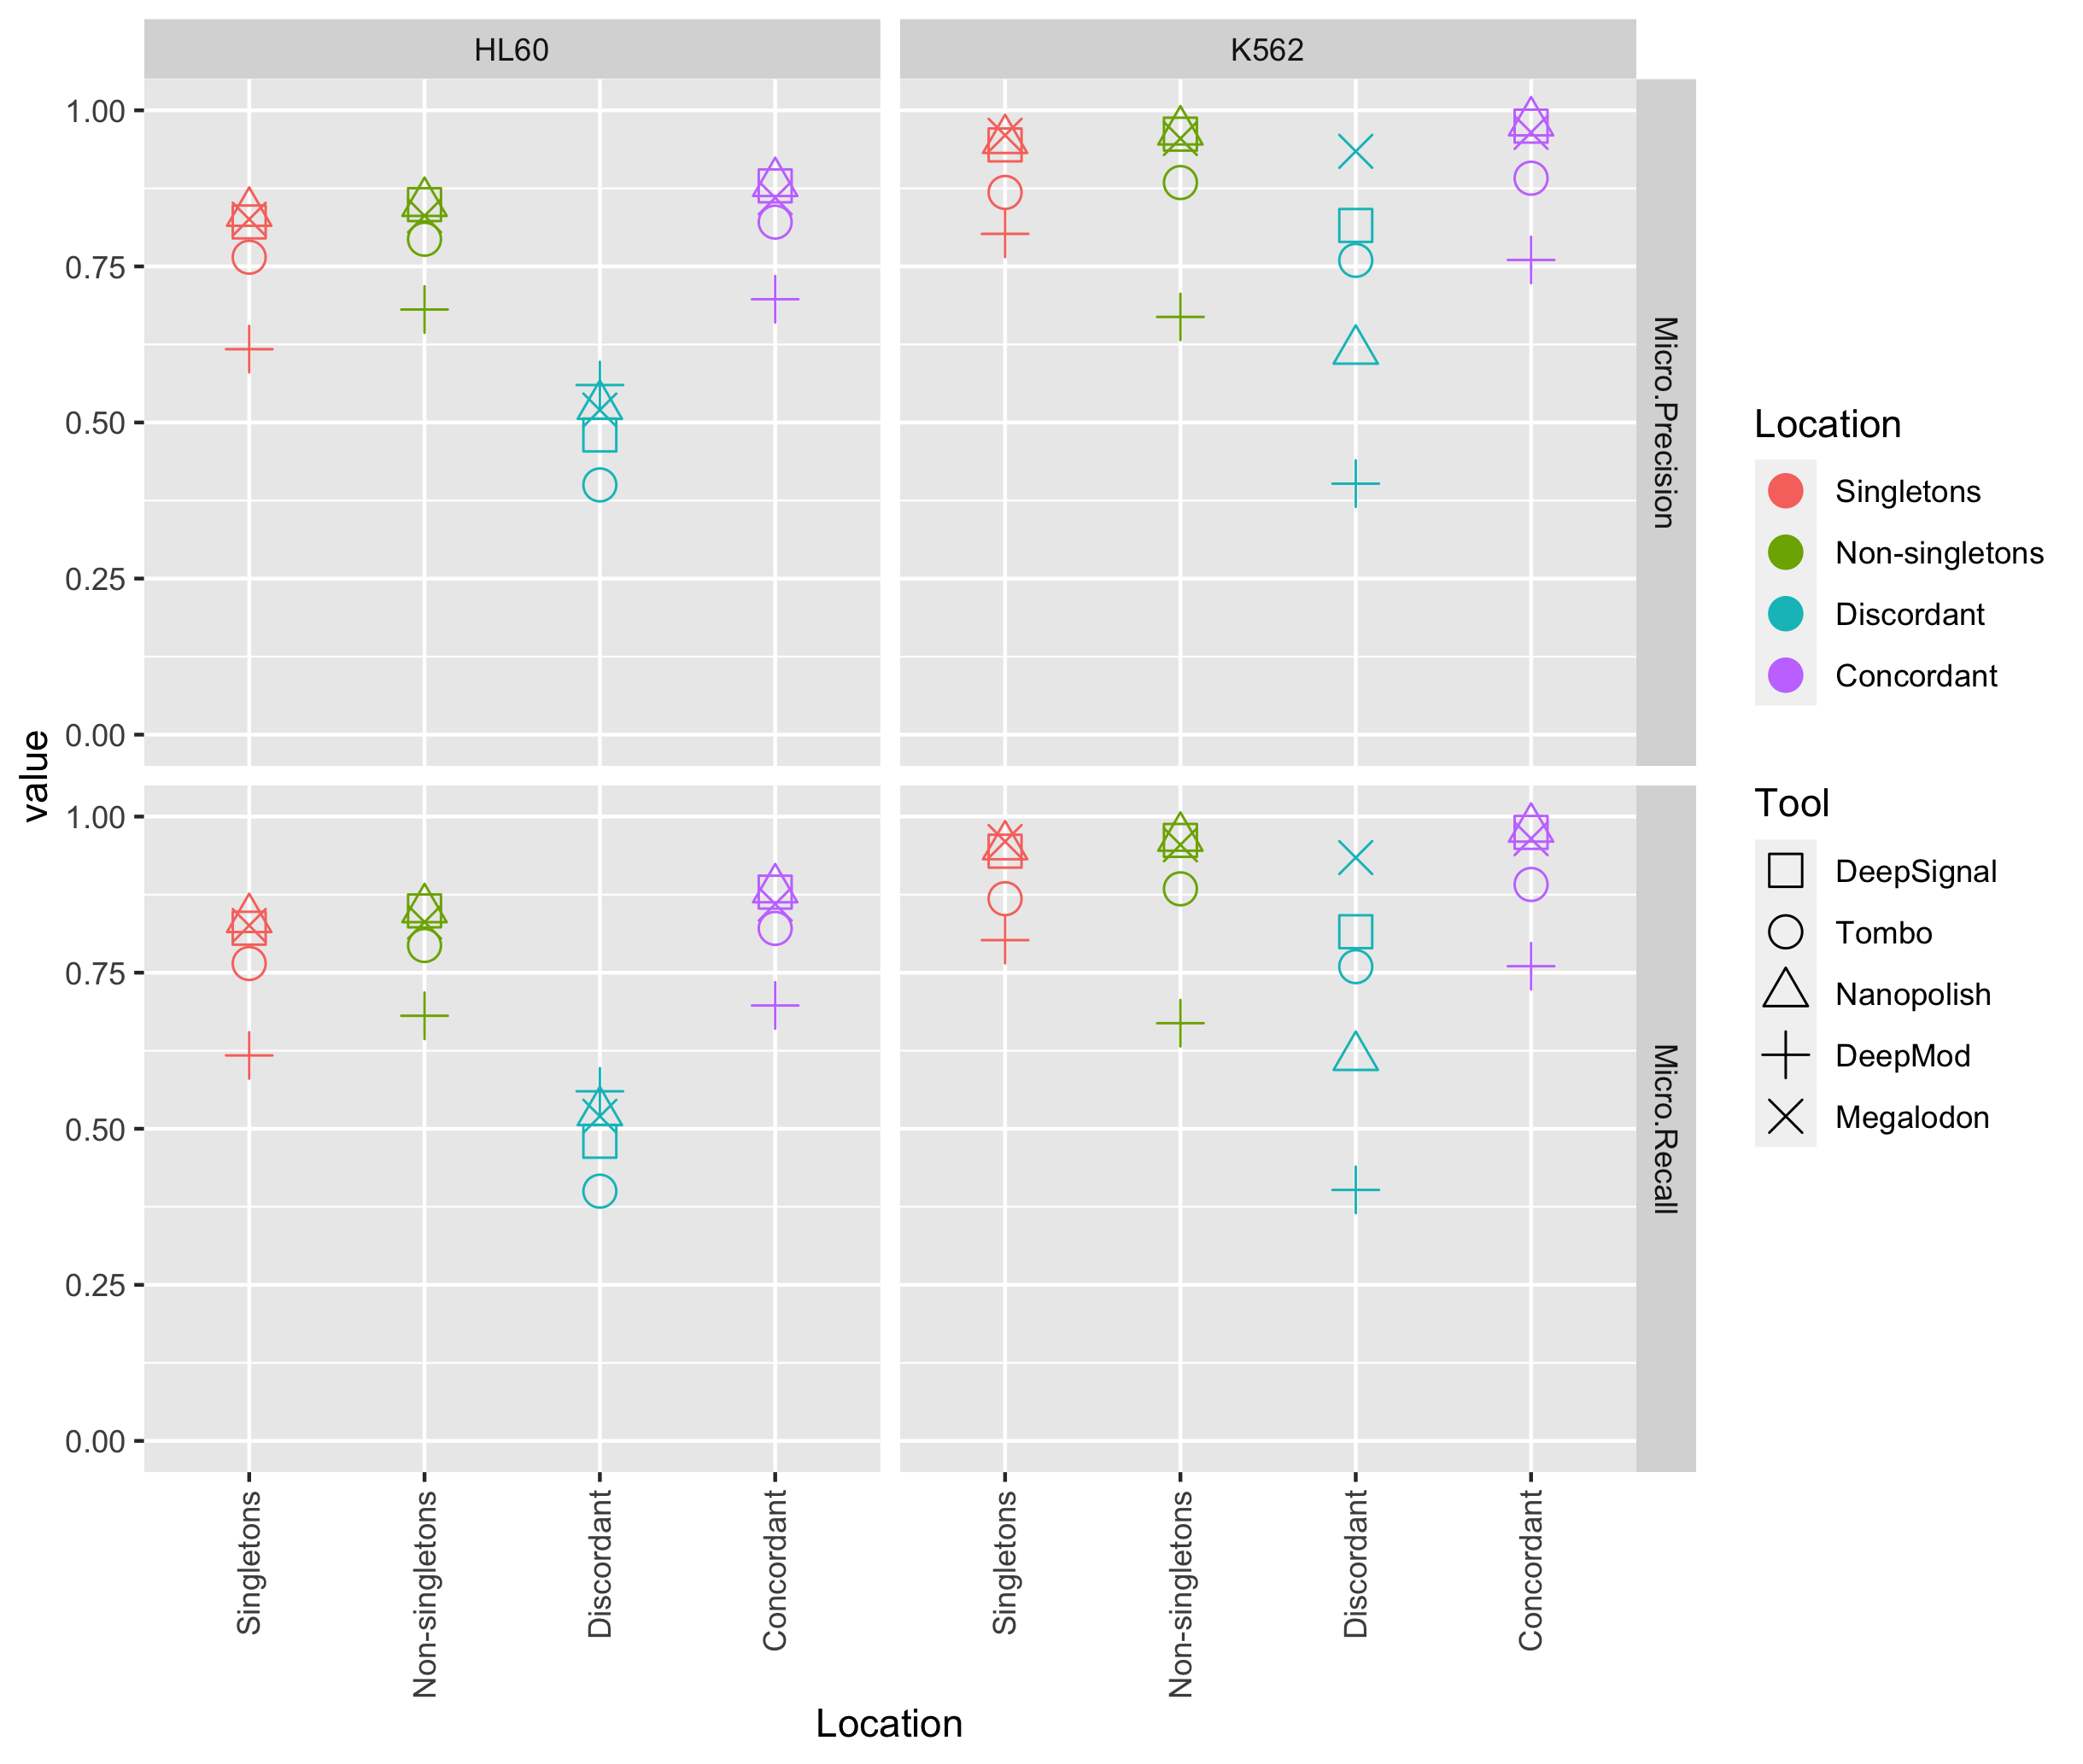 HL60
K562
1.00
0.75
0.50
0.25
0.00
Micro.Precision
value
1.00
0.75
0.50
0.25
0.00
Micro.Recall
Singletons
Non-singletons
Discordant
Concordant
Singletons
Non-singletons
Discordant
Concordant
Location
Location
Singletons
Non-singletons
Discordant
Concordant
Tool
DeepSignal
Tombo
Nanopolish
DeepMod
Megalodon